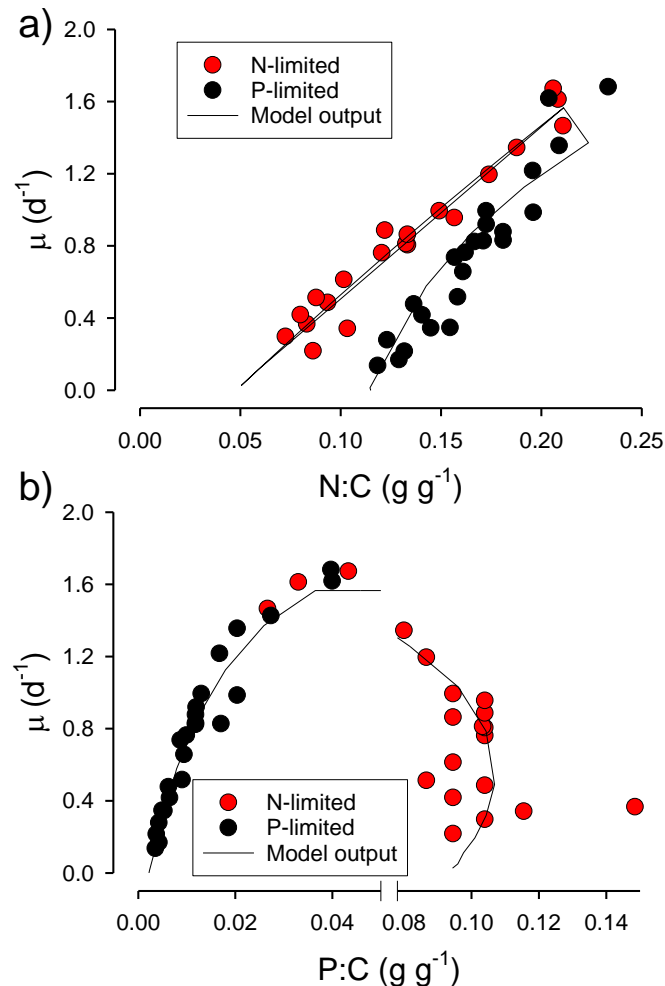 a)
2.0
1.6
1.2
0.8
0.4
0.0
μ (d⁻¹)
N-limited
P-limited
Model output
0.00 0.05 0.10 0.15 0.20 0.25
N:C (g g⁻¹)
b)
2.0
1.6
1.2
0.8
0.4
0.0
μ (d⁻¹)
N-limited
P-limited
Model output
0.00 0.02 0.04 0.08 0.10 0.12 0.14
P:C (g g⁻¹)